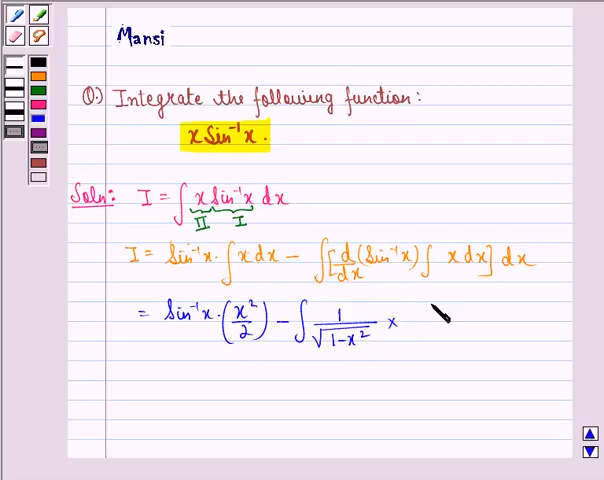 Mansi
Q.) Integrate the following function:
x Sin⁻¹x.
Soln: I = ∫ x Sin⁻¹x dx
II I
I = Sin⁻¹x · ∫ x dx − ∫ [d/dx (Sin⁻¹x) ∫ x dx] dx
= Sin⁻¹x · (x²/2) − ∫ 1/√(1−x²) ×